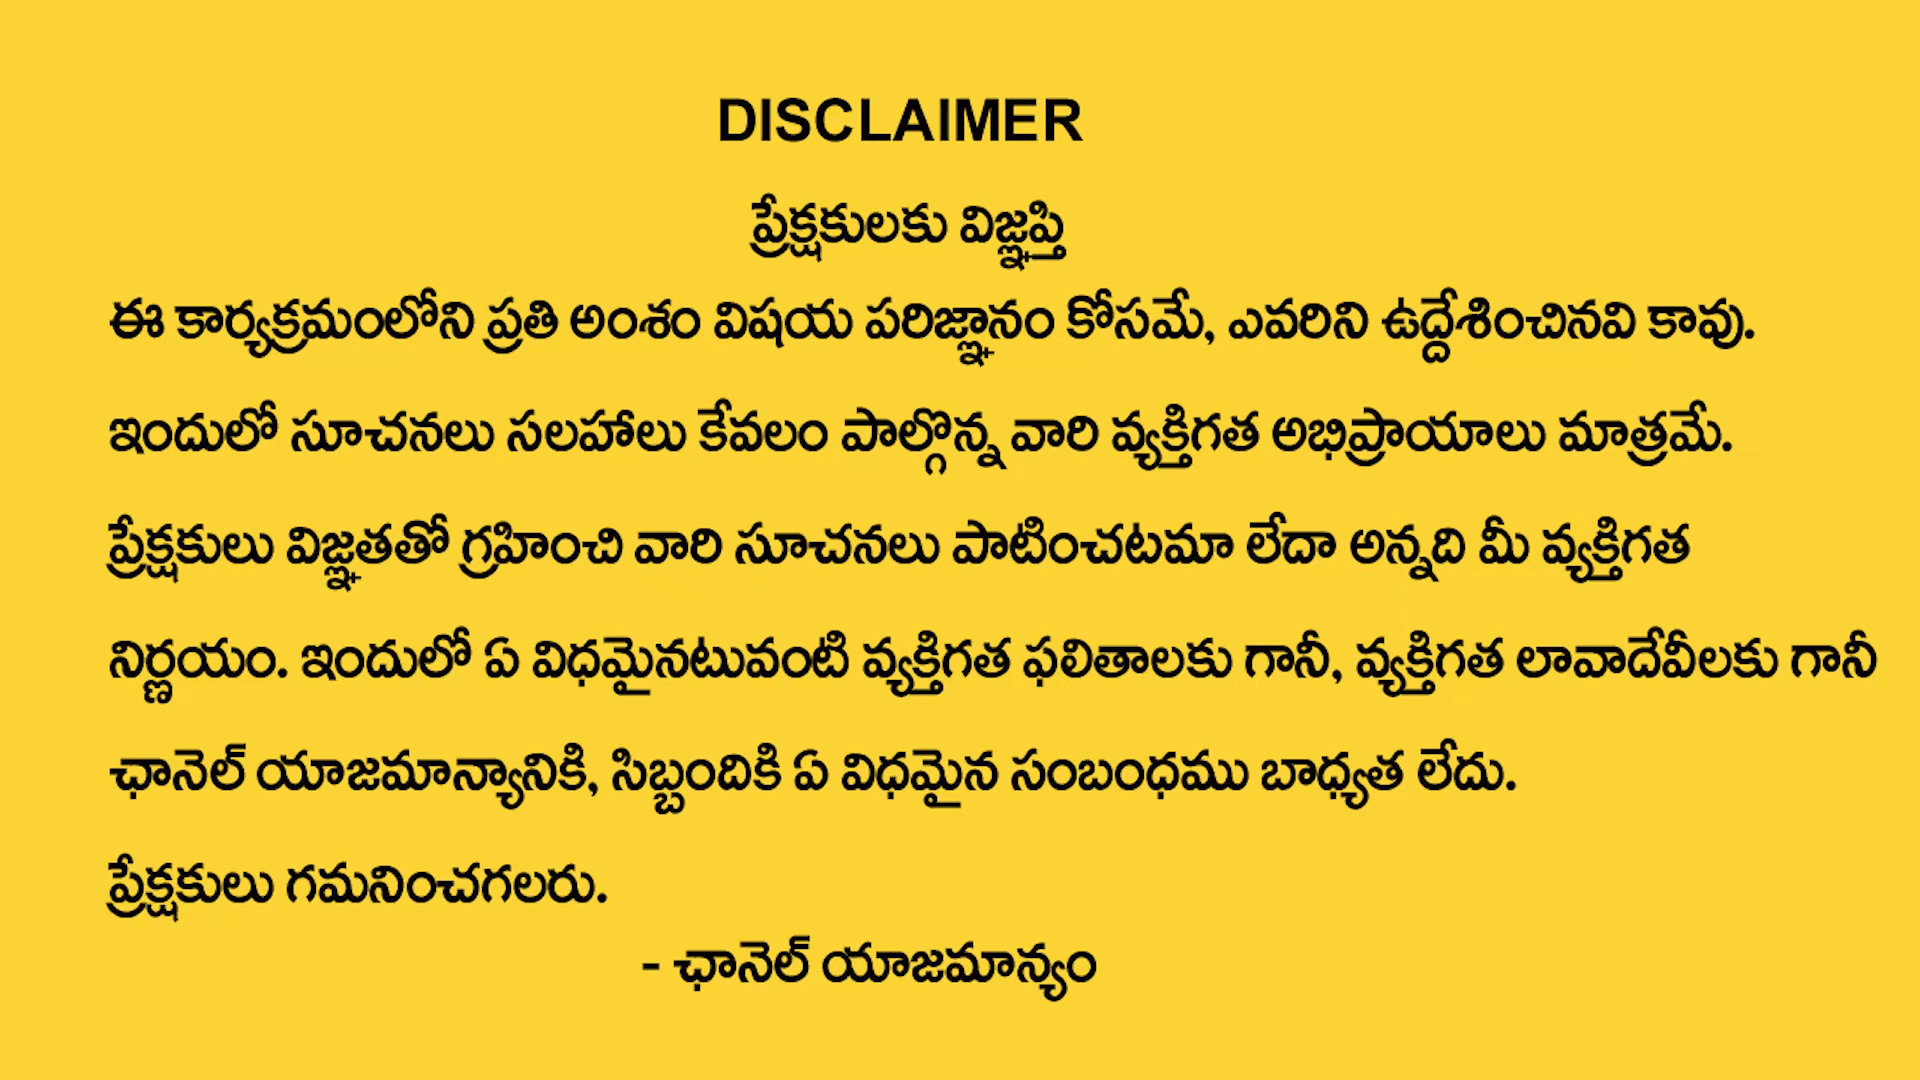 DISCLAIMER
ప్రేక్షకులకు విజ్ఞప్తి
ఈ కార్యక్రమంలోని ప్రతి అంశం విషయ పరిజ్ఞానం కోసమే, ఎవరిని ఉద్దేశించినవి కావు.
ఇందులో సూచనలు సలహాలు కేవలం పాల్గొన్న వారి వ్యక్తిగత అభిప్రాయాలు మాత్రమే.
ప్రేక్షకులు విజ్ఞతతో గ్రహించి వారి సూచనలు పాటించటమా లేదా అన్నది మీ వ్యక్తిగత
నిర్ణయం. ఇందులో ఏ విధమైనటువంటి వ్యక్తిగత ఫలితాలకు గానీ, వ్యక్తిగత లావాదేవీలకు గానీ
ఛానెల్ యాజమాన్యానికి, సిబ్బందికి ఏ విధమైన సంబంధము బాధ్యత లేదు.
ప్రేక్షకులు గమనించగలరు.
- ఛానెల్ యాజమాన్యం